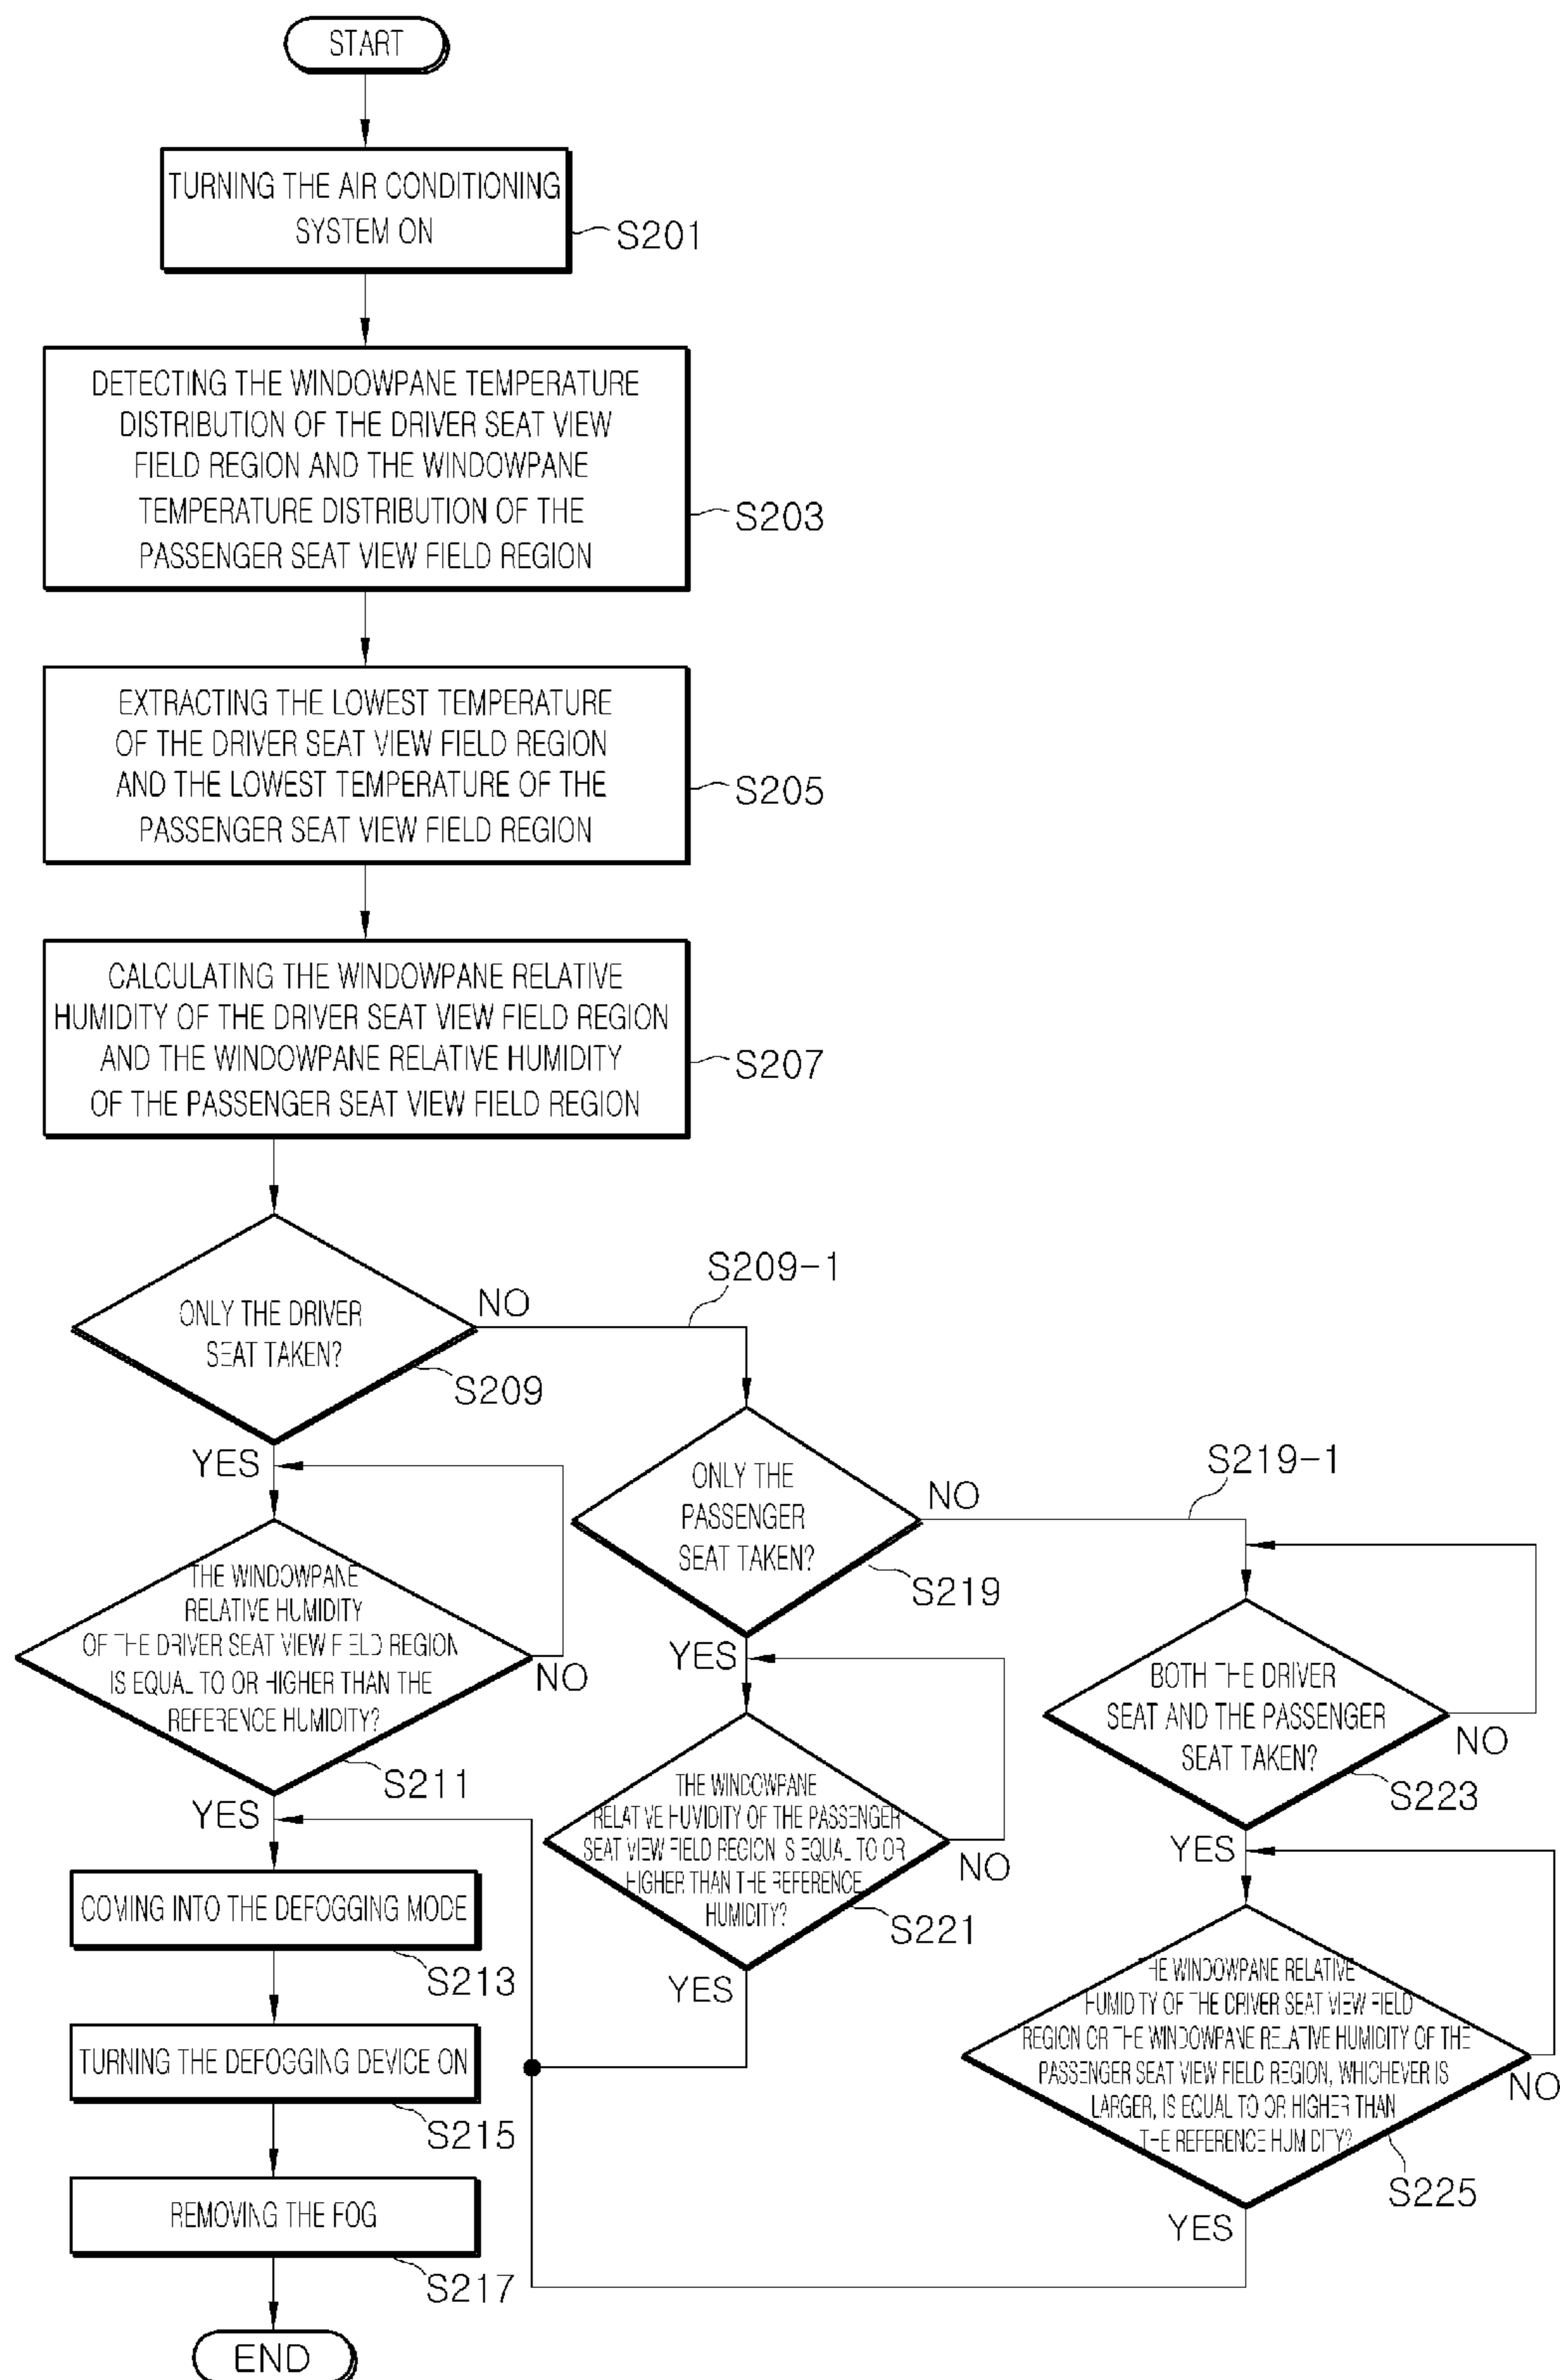 START
TURNING THE AIR CONDITIONING
SYSTEM ON
S201
DETECTING THE WINDOWPANE TEMPERATURE
DISTRIBUTION OF THE DRIVER SEAT VIEW
FIELD REGION AND THE WINDOWPANE
TEMPERATURE DISTRIBUTION OF THE
PASSENGER SEAT VIEW FIELD REGION
S203
EXTRACTING THE LOWEST TEMPERATURE
OF THE DRIVER SEAT VIEW FIELD REGION
AND THE LOWEST TEMPERATURE OF THE
PASSENGER SEAT VIEW FIELD REGION
S205
CALCULATING THE WINDOWPANE RELATIVE
HUMIDITY OF THE DRIVER SEAT VIEW FIELD REGION
AND THE WINDOWPANE RELATIVE HUMIDITY
OF THE PASSENGER SEAT VIEW FIELD REGION
S207
ONLY THE DRIVER
SEAT TAKEN?
S209
NO
S209-1
YES
THE WINDOWPANE
RELATIVE HUMIDITY
OF THE DRIVER SEAT VIEW FIELD REGION
IS EQUAL TO OR HIGHER THAN THE
REFERENCE HUMIDITY?
NO
S211
YES
COMING INTO THE DEFOGGING MODE
S213
TURNING THE DEFOGGING DEVICE ON
S215
REMOVING THE FOG
S217
END
ONLY THE
PASSENGER
SEAT TAKEN?
S219
NO
S219-1
YES
THE WINDOWPANE
RELATIVE HUMIDITY OF THE PASSENGER
SEAT VIEW FIELD REGION IS EQUAL TO OR
HIGHER THAN THE REFERENCE
HUMIDITY?
NO
S221
YES
BOTH THE DRIVER
SEAT AND THE PASSENGER
SEAT TAKEN?
NO
S223
YES
THE WINDOWPANE RELATIVE
HUMIDITY OF THE DRIVER SEAT VIEW FIELD
REGION OR THE WINDOWPANE RELATIVE HUMIDITY OF THE
PASSENGER SEAT VIEW FIELD REGION, WHICHEVER IS
LARGER, IS EQUAL TO OR HIGHER THAN
THE REFERENCE HUMIDITY?
NO
S225
YES